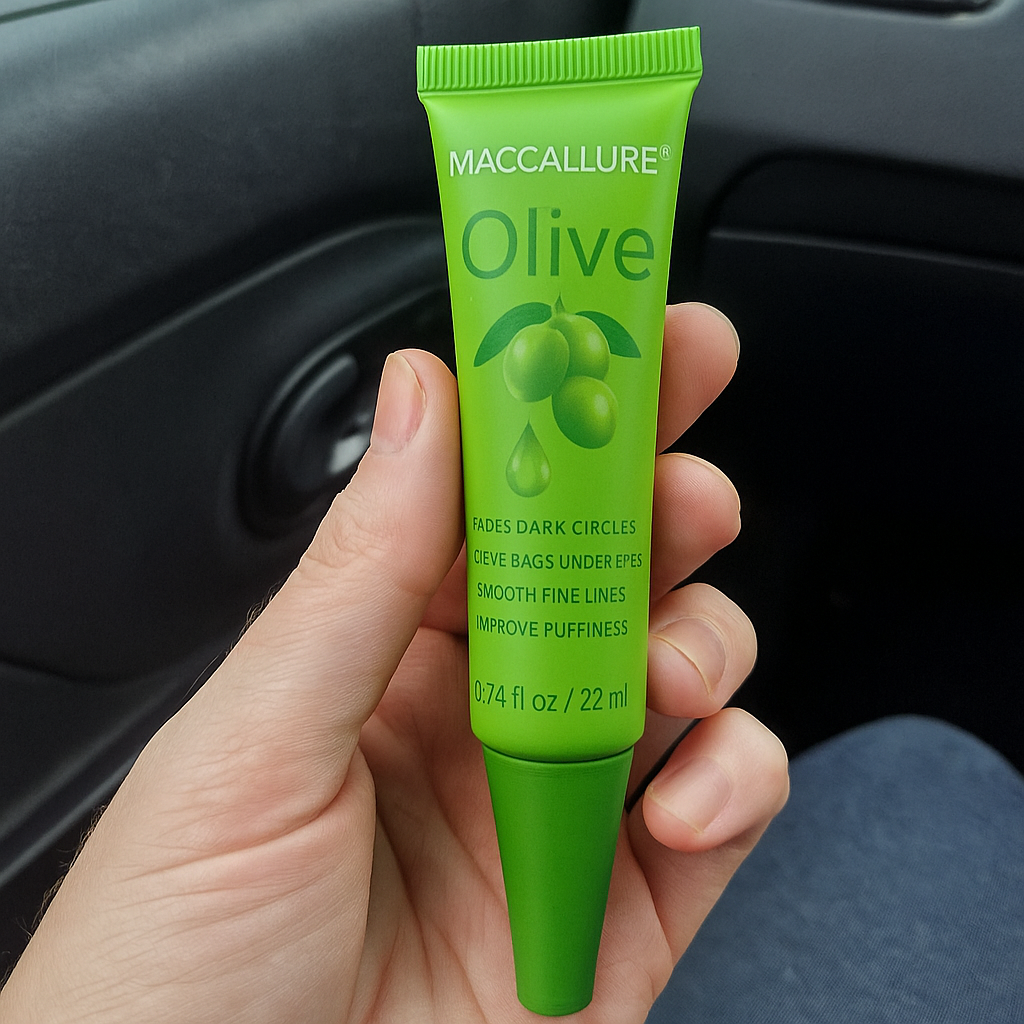 MACCALLURE®
Olive
FADES DARK CIRCLES
CIEVE BAGS UNDER EPES
SMOOTH FINE LINES
IMPROVE PUFFINESS
0:74 fl oz / 22 ml